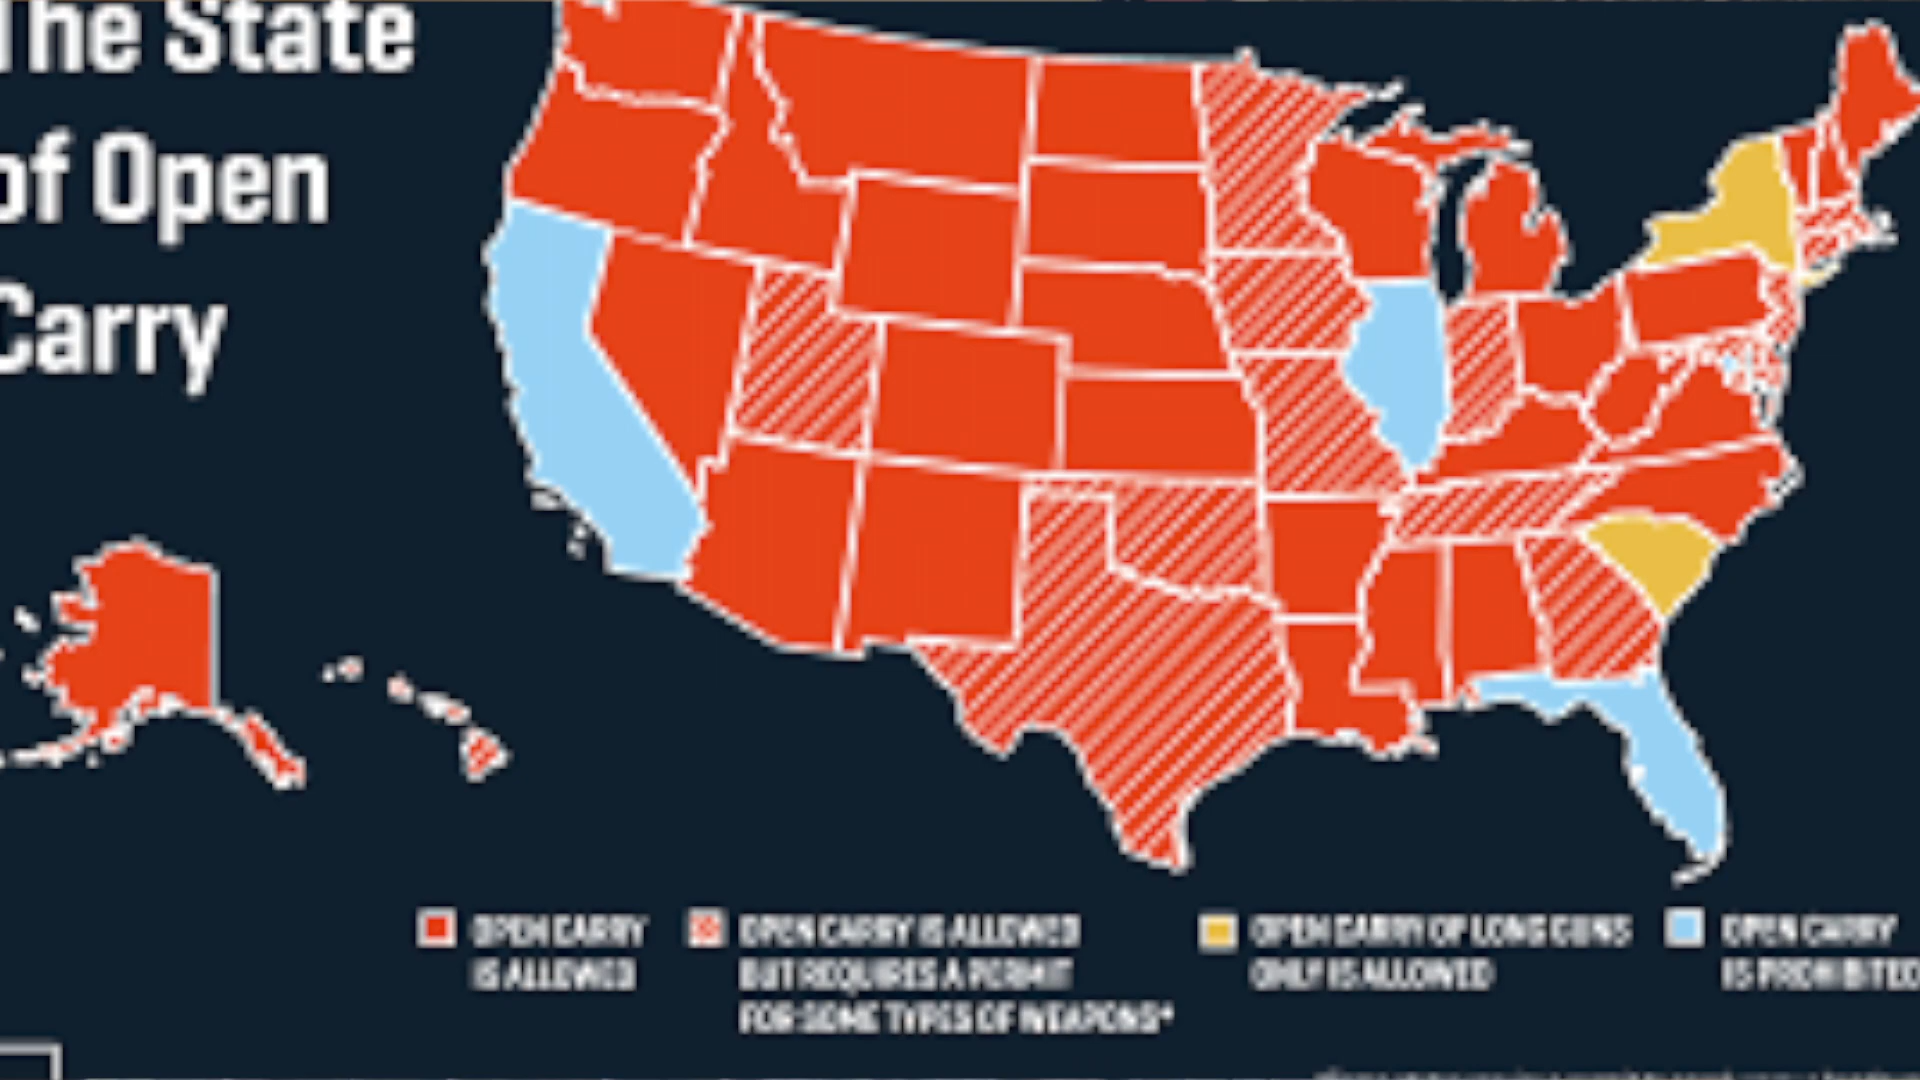 The State
of Open
Carry
OPEN CARRY
IS ALLOWED
OPEN CARRY IS ALLOWED
BUT REQUIRES A PERMIT
FOR SOME TYPES OF WEAPONS*
OPEN CARRY OF LONG GUNS
ONLY IS ALLOWED
OPEN CARRY
IS PROHIBITED